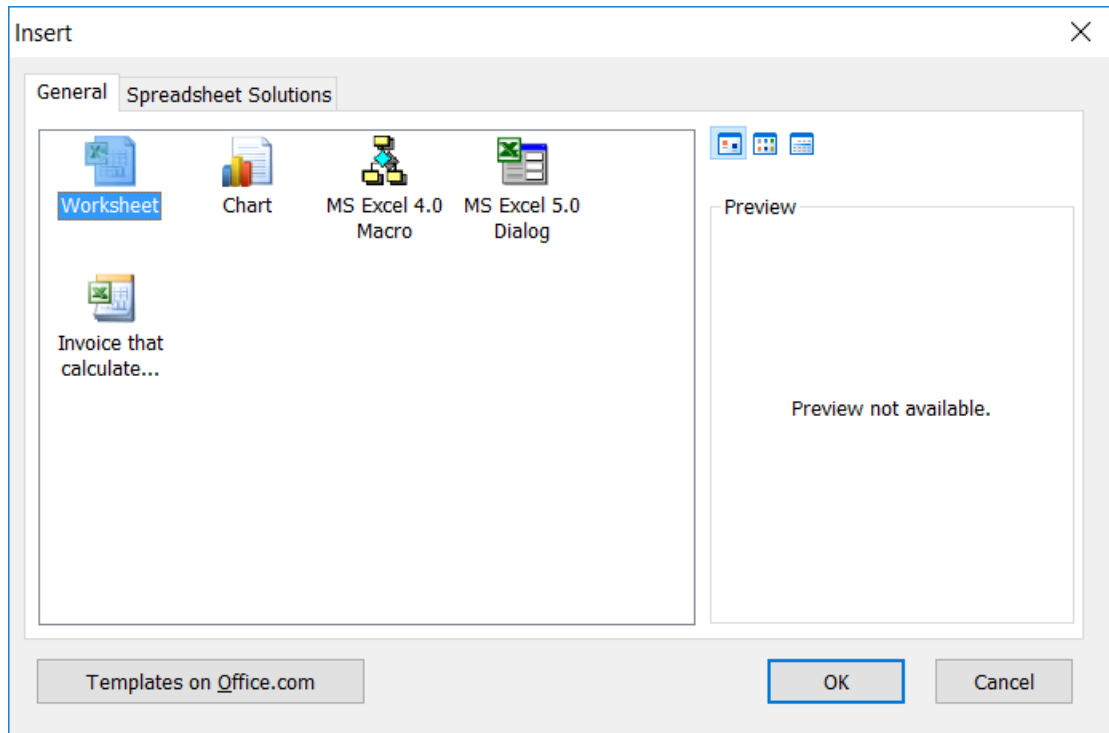 Insert
General
Spreadsheet Solutions
Worksheet
Chart
MS Excel 4.0
Macro
MS Excel 5.0
Dialog
Invoice that
calculate...
Preview
Preview not available.
Templates on Office.com
OK
Cancel